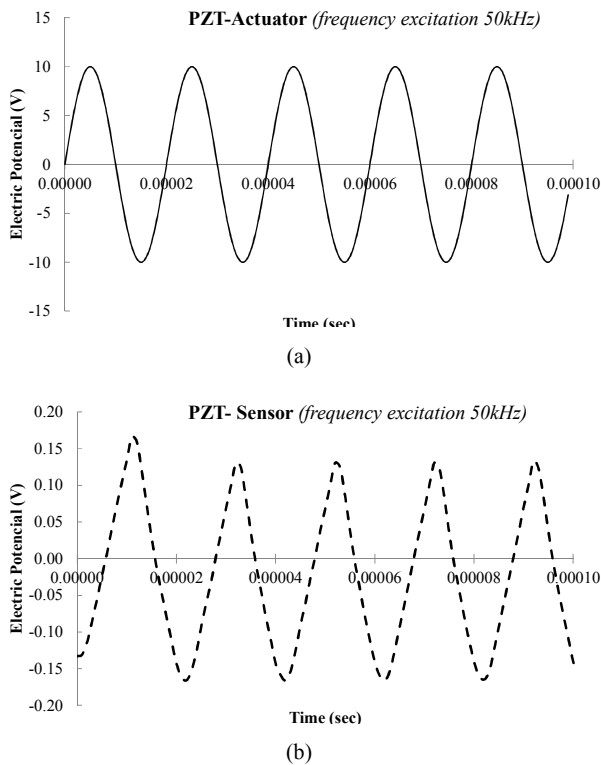 PZT-Actuator (frequency excitation 50kHz)
15
10
5
0
-5
-10
-15
Electric Potencial (V)
0.00000 0.00002 0.00004 0.00006 0.00008 0.00010
Time (sec)
(a)
PZT- Sensor (frequency excitation 50kHz)
0.20
0.15
0.10
0.05
0.00
-0.05
-0.10
-0.15
-0.20
Electric Potencial (V)
0.00000 0.00002 0.00004 0.00006 0.00008 0.00010
Time (sec)
(b)